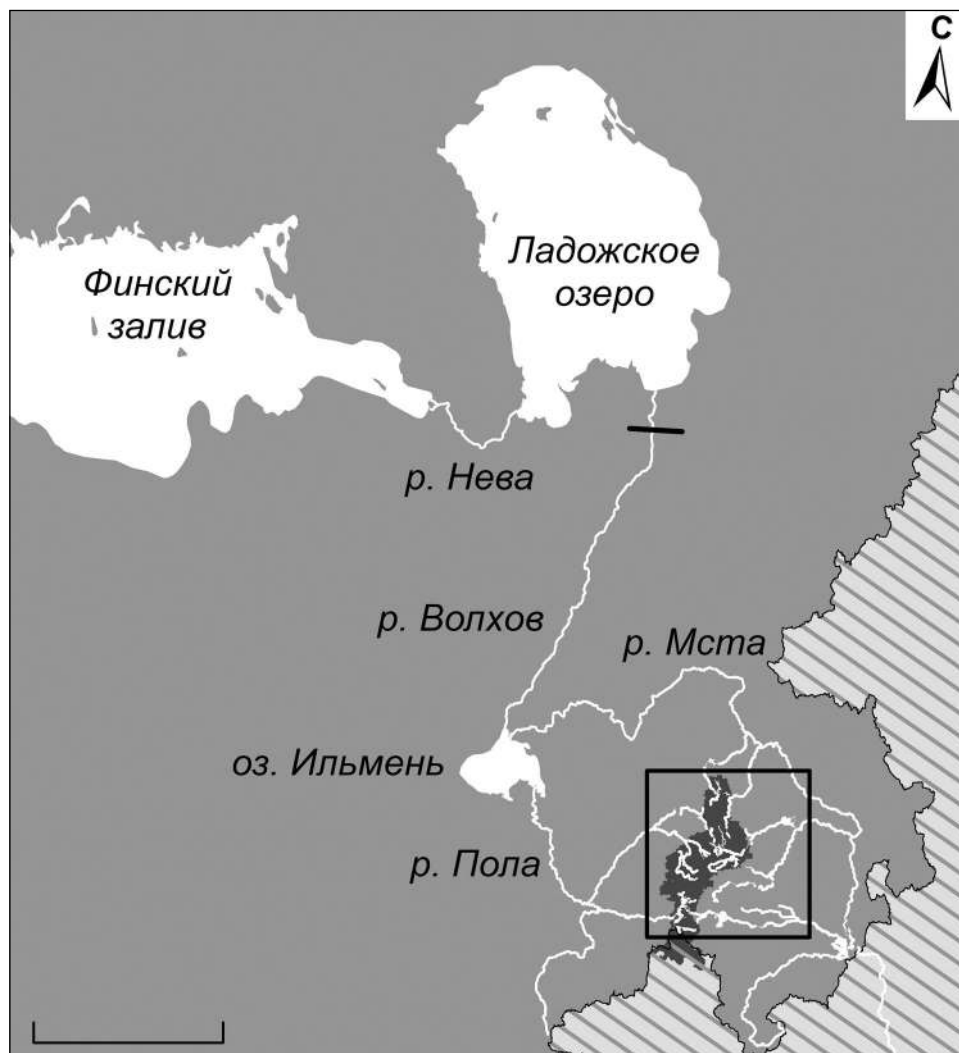 С
Ладожское
озеро
Финский
залив
р. Нева
р. Волхов
р. Мста
оз. Ильмень
р. Пола